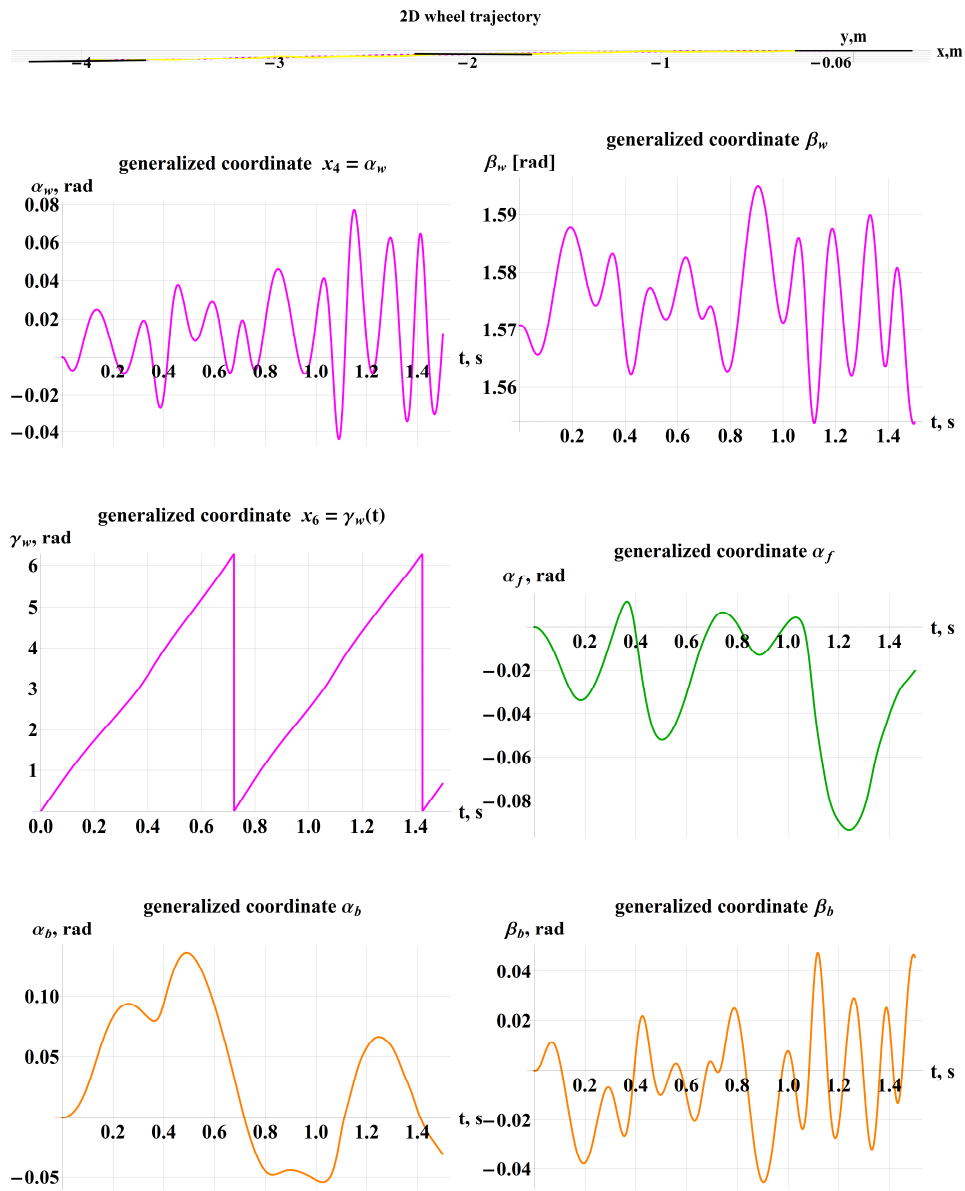 2D wheel trajectory
y,m
x,m
−4 −3 −2 −1 −0.06
generalized coordinate x4 = αw
αw, rad
0.08
0.06
0.04
0.02
−0.02
−0.04
0.2 0.4 0.6 0.8 1.0 1.2 1.4
t, s
generalized coordinate βw
βw [rad]
1.59
1.58
1.57
1.56
0.2 0.4 0.6 0.8 1.0 1.2 1.4
t, s
generalized coordinate x6 = γw(t)
γw, rad
6
5
4
3
2
1
0.0 0.2 0.4 0.6 0.8 1.0 1.2 1.4
t, s
generalized coordinate αf
αf, rad
0.2 0.4 0.6 0.8 1.0 1.2 1.4
t, s
−0.02
−0.04
−0.06
−0.08
generalized coordinate αb
αb, rad
0.10
0.05
−0.05
0.2 0.4 0.6 0.8 1.0 1.2 1.4
t, s
generalized coordinate βb
βb, rad
0.04
0.02
−0.02
−0.04
0.2 0.4 0.6 0.8 1.0 1.2 1.4
t, s